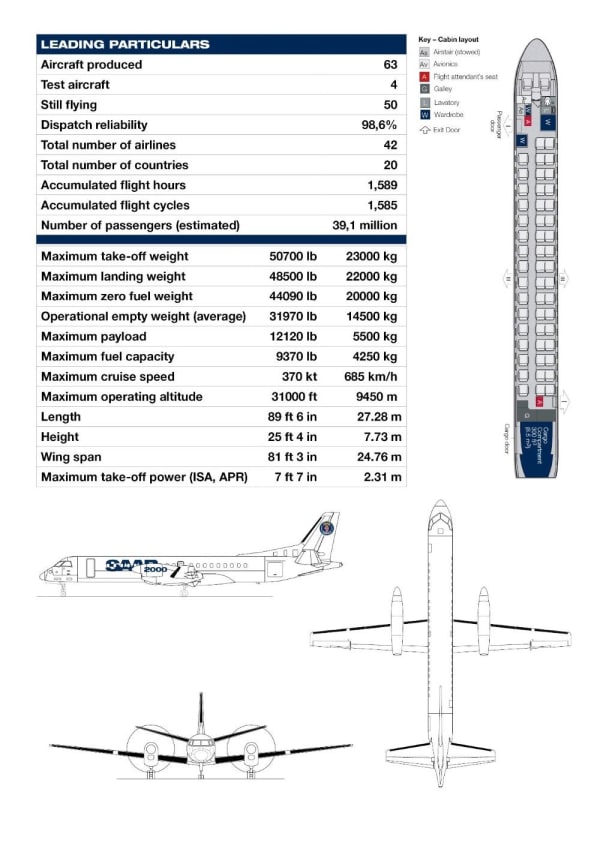 LEADING PARTICULARS
Aircraft produced 63
Test aircraft 4
Still flying 50
Dispatch reliability 98,6%
Total number of airlines 42
Total number of countries 20
Accumulated flight hours 1,589
Accumulated flight cycles 1,585
Number of passengers (estimated) 39,1 million
Maximum take-off weight 50700 lb 23000 kg
Maximum landing weight 48500 lb 22000 kg
Maximum zero fuel weight 44090 lb 20000 kg
Operational empty weight (average) 31970 lb 14500 kg
Maximum payload 12120 lb 5500 kg
Maximum fuel capacity 9370 lb 4250 kg
Maximum cruise speed 370 kt 685 km/h
Maximum operating altitude 31000 ft 9450 m
Length 89 ft 6 in 27.28 m
Height 25 ft 4 in 7.73 m
Wing span 81 ft 3 in 24.76 m
Maximum take-off power (ISA, APR) 7 ft 7 in 2.31 m
Key – Cabin layout
As Airstair (stowed)
Av Avionics
A Flight attendant's seat
G Galley
L Lavatory
W Wardrobe
Exit Door
Passenger
door
I
W
A
W
W
II
II
A
I
G
Cargo door
Cargo
Compartment
SAAB
2000